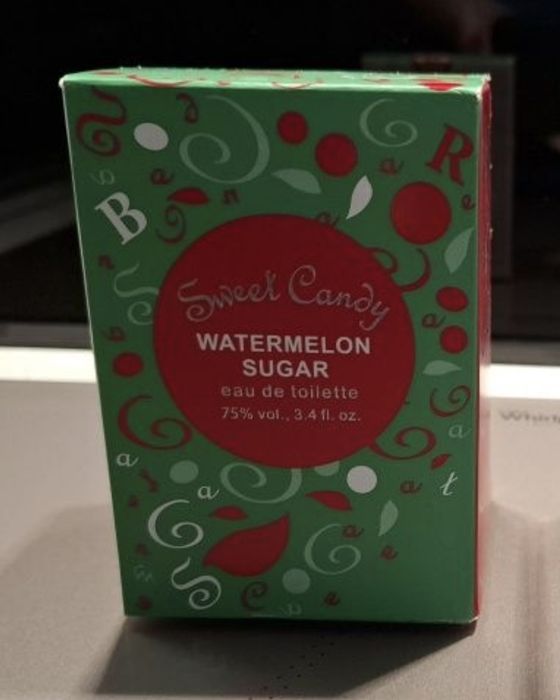 Sweet Candy
WATERMELON
SUGAR
eau de toilette
75% vol., 3.4 fl. oz.